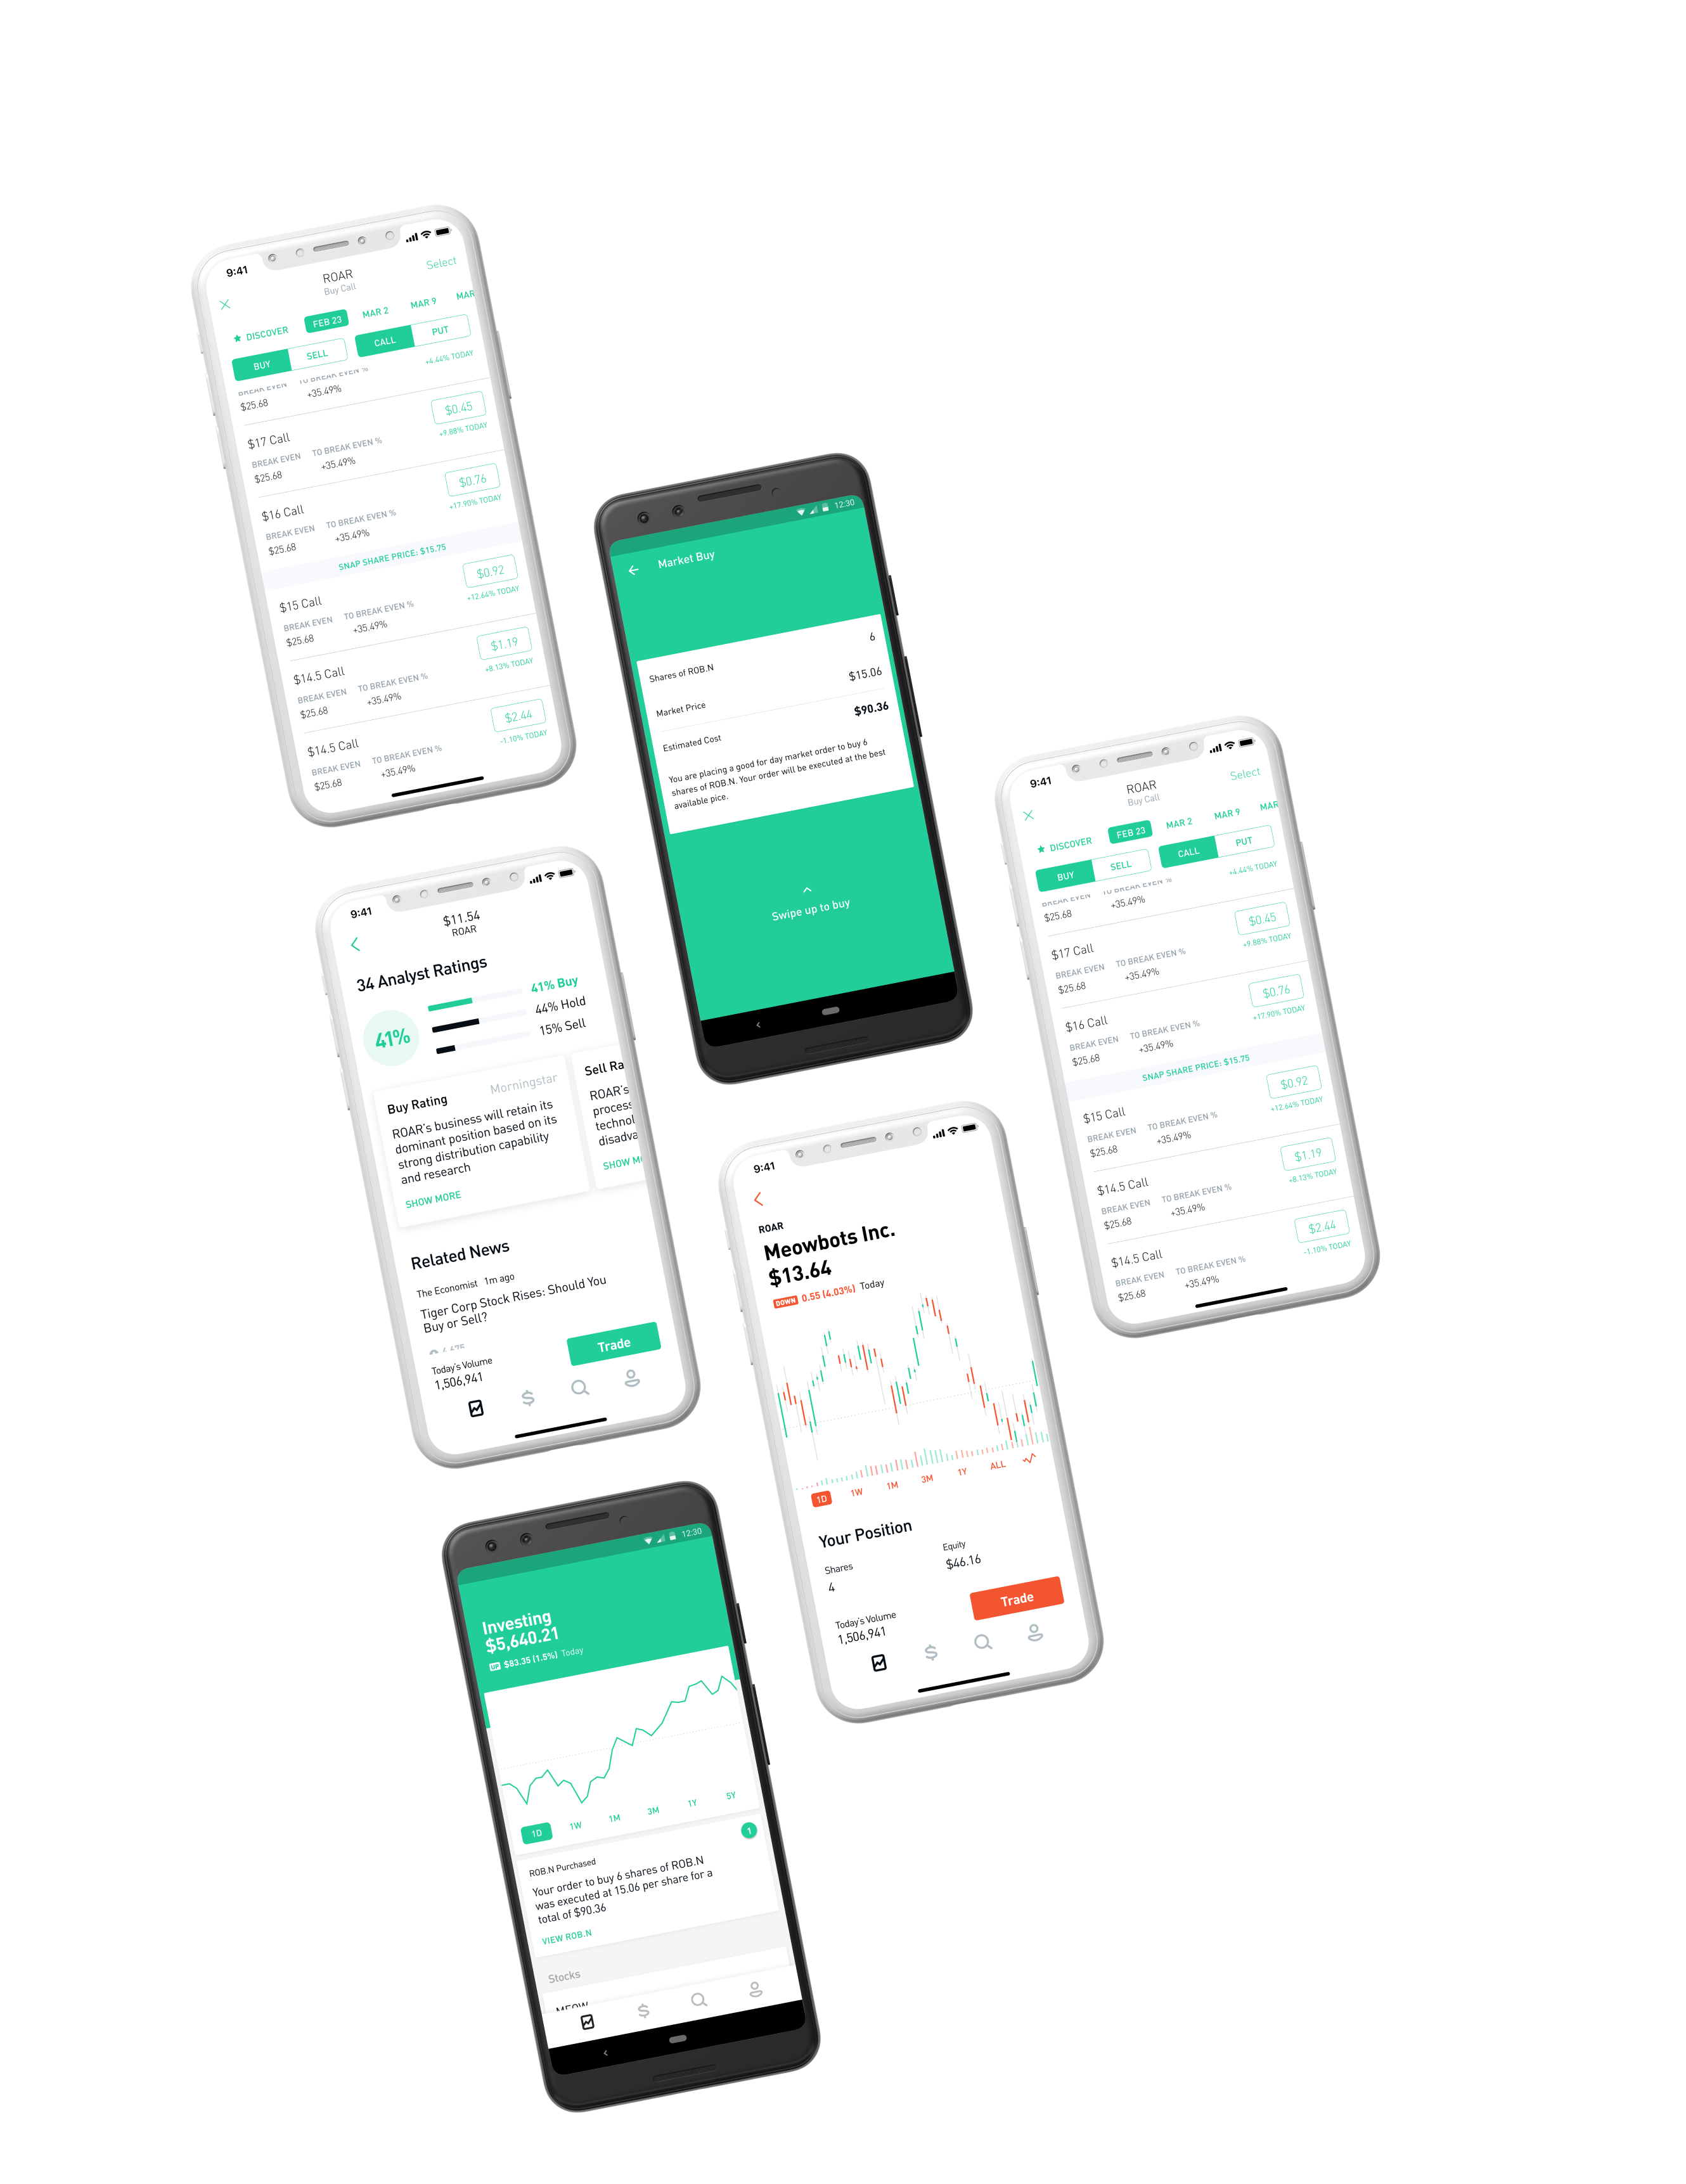 9:41
ROAR
Buy Call
Select
DISCOVER FEB 23 MAR 2 MAR 9 MAR
BUY SELL CALL PUT
BREAK EVEN TO BREAK EVEN % +4.44% TODAY
$25.68 +35.49%
$17 Call $0.45
BREAK EVEN TO BREAK EVEN % +9.88% TODAY
$25.68 +35.49%
$16 Call $0.76
BREAK EVEN TO BREAK EVEN % +17.90% TODAY
$25.68 +35.49%
SNAP SHARE PRICE: $15.75
$15 Call $0.92
BREAK EVEN TO BREAK EVEN % +12.64% TODAY
$25.68 +35.49%
$14.5 Call $1.19
BREAK EVEN TO BREAK EVEN % +8.13% TODAY
$25.68 +35.49%
$14.5 Call $2.44
BREAK EVEN TO BREAK EVEN % -1.10% TODAY
$25.68 +35.49%
12:30
Market Buy
Shares of ROB.N 6
Market Price $15.06
Estimated Cost $90.36
You are placing a good for day market order to buy 6
shares of ROB.N. Your order will be executed at the best
available pice.
Swipe up to buy
9:41
ROAR
Buy Call
Select
DISCOVER FEB 23 MAR 2 MAR 9 MAR
BUY SELL CALL PUT
BREAK EVEN TO BREAK EVEN % +4.44% TODAY
$25.68 +35.49%
$17 Call $0.45
BREAK EVEN TO BREAK EVEN % +9.88% TODAY
$25.68 +35.49%
$16 Call $0.76
BREAK EVEN TO BREAK EVEN % +17.90% TODAY
$25.68 +35.49%
SNAP SHARE PRICE: $15.75
$15 Call $0.92
BREAK EVEN TO BREAK EVEN % +12.64% TODAY
$25.68 +35.49%
$14.5 Call $1.19
BREAK EVEN TO BREAK EVEN % +8.13% TODAY
$25.68 +35.49%
$14.5 Call $2.44
BREAK EVEN TO BREAK EVEN % -1.10% TODAY
$25.68 +35.49%
9:41
$11.54
ROAR
34 Analyst Ratings
41%
41% Buy
44% Hold
15% Sell
Buy Rating Morningstar
ROAR's business will retain its
dominant position based on its
strong distribution capability
and research
SHOW MORE
Sell Ra
ROAR's
process
technol
disadva
SHOW MO
Related News
The Economist 1m ago
Tiger Corp Stock Rises: Should You
Buy or Sell?
Today's Volume
1,506,941
Trade
9:41
ROAR
Meowbots Inc.
$13.64
DOWN 0.55 (4.03%) Today
1D 1W 1M 3M 1Y ALL
Your Position
Shares Equity
4 $46.16
Today's Volume
1,506,941
Trade
12:30
Investing
$5,640.21
UP $83.35 (1.5%) Today
1D 1W 1M 3M 1Y 5Y
1
ROB.N Purchased
Your order to buy 6 shares of ROB.N
was executed at 15.06 per share for a
total of $90.36
VIEW ROB.N
Stocks
MEOW